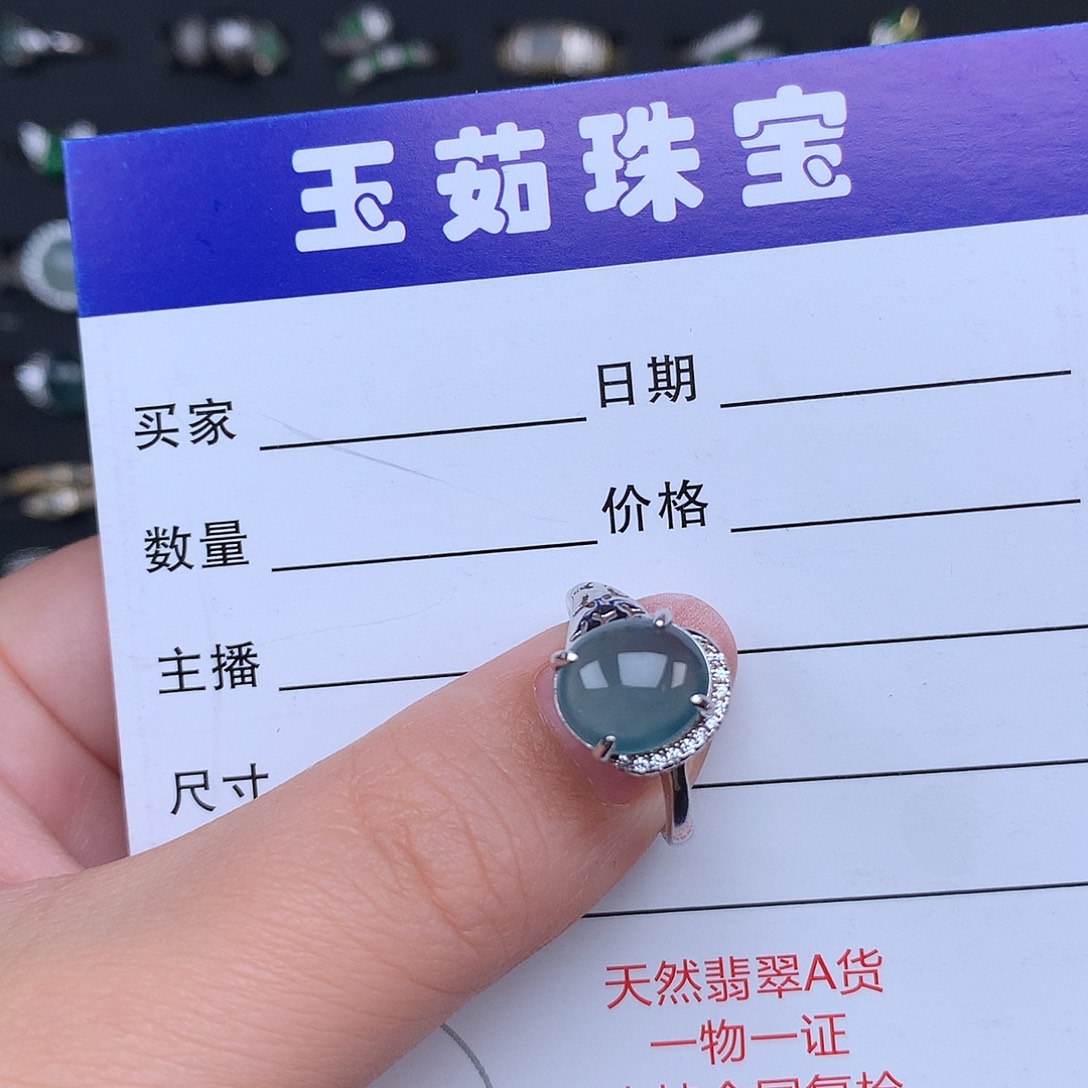 玉茹珠宝
买家 日期
数量 价格
主播
尺寸
天然翡翠A货
一物一证